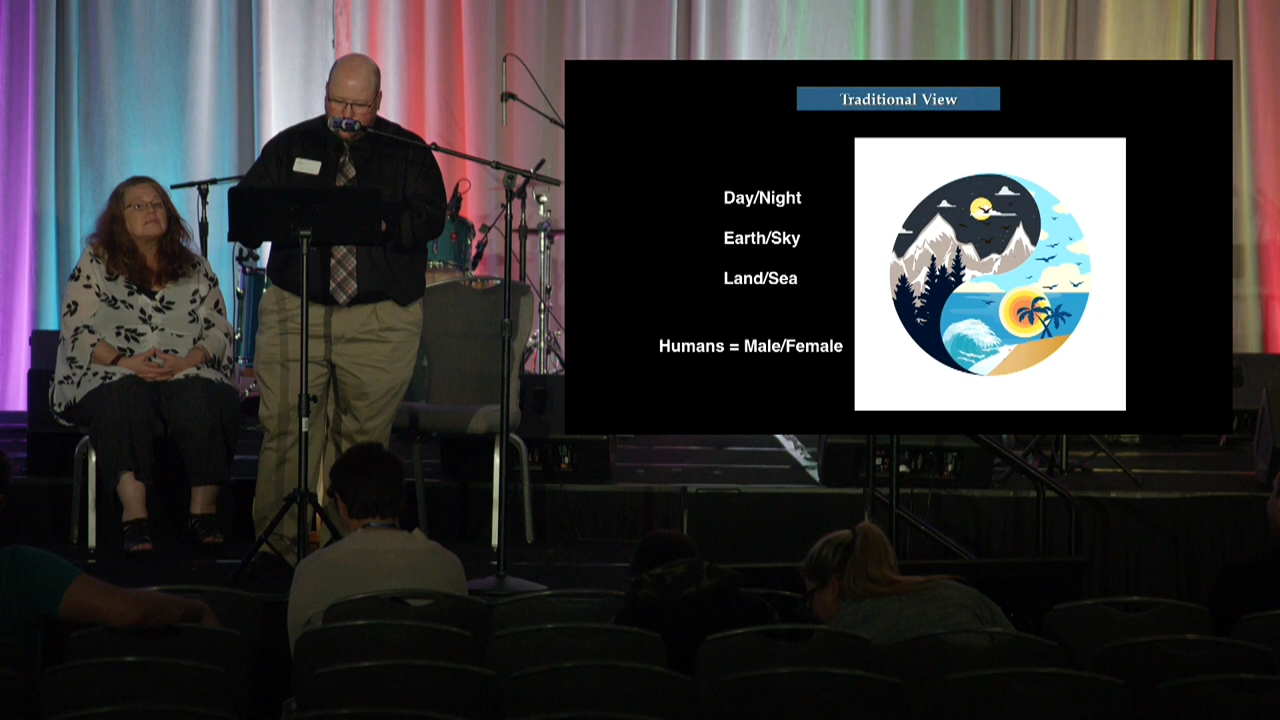 Traditional View
Day/Night
Earth/Sky
Land/Sea
Humans = Male/Female